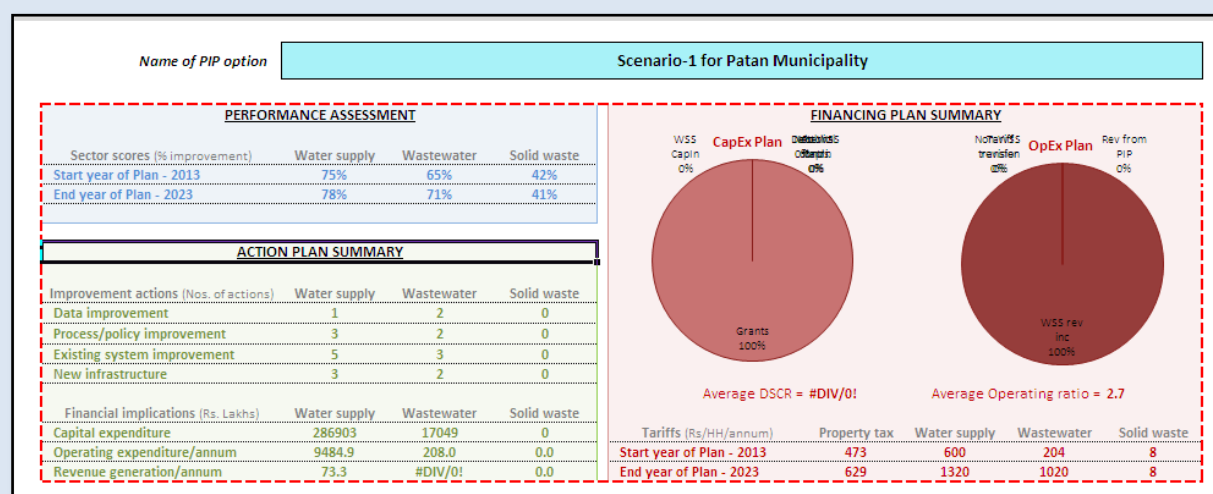 Name of PIP option
Scenario-1 for Patan Municipality
PERFORMANCE ASSESSMENT
Sector scores (% improvement) Water supply Wastewater Solid waste
Start year of Plan - 2013 75% 65% 42%
End year of Plan - 2023 78% 71% 41%
ACTION PLAN SUMMARY
Improvement actions (Nos. of actions) Water supply Wastewater Solid waste
Data improvement 1 2 0
Process/policy improvement 3 2 0
Existing system improvement 5 3 0
New infrastructure 3 2 0
Financial implications (Rs. Lakhs) Water supply Wastewater Solid waste
Capital expenditure 286903 17049 0
Operating expenditure/annum 9484.9 208.0 0.0
Revenue generation/annum 73.3 #DIV/0! 0.0
FINANCING PLAN SUMMARY
WSS
Capin
0%
CapEx Plan
Grants
100%
OpEx Plan
Rev from
PIP
0%
WSS rev
inc
100%
Average DSCR = #DIV/0!
Average Operating ratio = 2.7
Tariffs (Rs/HH/annum) Property tax Water supply Wastewater Solid waste
Start year of Plan - 2013 473 600 204 8
End year of Plan - 2023 629 1320 1020 8